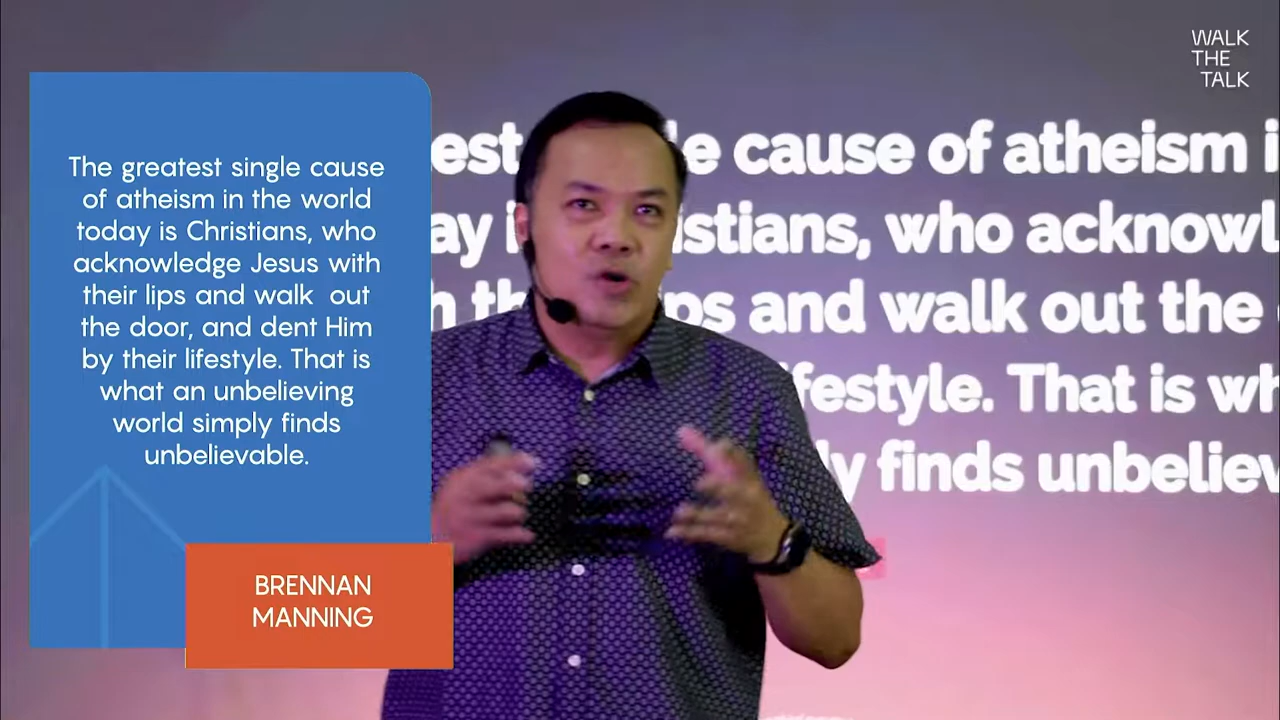 WALK
THE
TALK
The greatest single cause
of atheism in the world
today is Christians, who
acknowledge Jesus with
their lips and walk  out
the door, and dent Him
by their lifestyle. That is
what an unbelieving
world simply finds
unbelievable.
BRENNAN
MANNING
est e cause of atheism i
ay i istians, who acknowl
h th ps and walk out the
ifestyle. That is wh
ly finds unbeliev